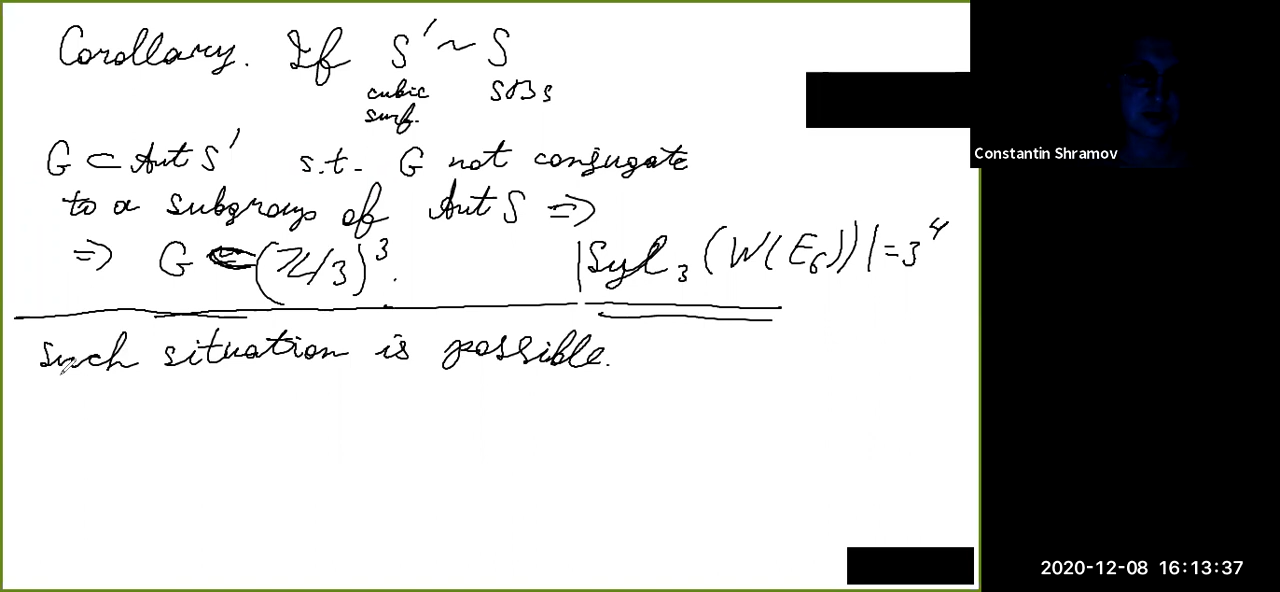 Corollary. If S' ~ S
cubic surf. SBs
G ⊂ Aut S' s.t. G not conjugate
to a subgroup of Aut S ⇒
⇒ G ⊂ (ℤ/3)³. |Syl₃(W(E₆))| = 3⁴
such situation is possible.
Constantin Shramov
2020-12-08 16:13:37